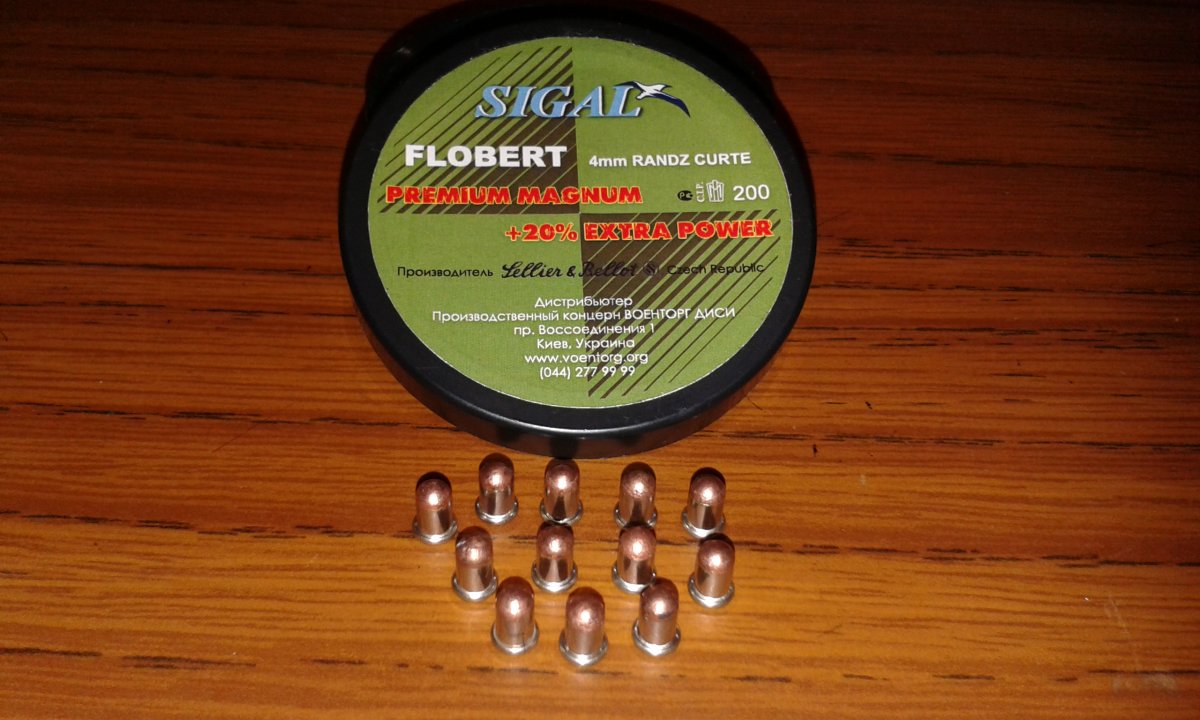 SIGAL
FLOBERT 4mm RANDZ CURTE
PREMIUM MAGNUM РС C.I.P. 200
+20% EXTRA POWER
Производитель Sellier & Bellot Czech Republic
Дистрибьютер
Производственный концерн ВОЕНТОРГ ДИСИ
пр. Воссоединения 1
Киев, Украина
www.voentorg.org
(044) 277 99 99